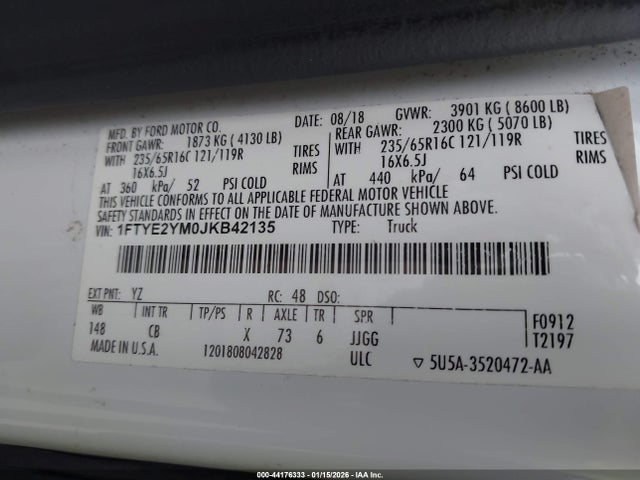 MFD. BY FORD MOTOR CO. DATE: 08/18 GVWR: 3901 KG ( 8600 LB)
FRONT GAWR: 1873 KG ( 4130 LB) REAR GAWR: 2300 KG ( 5070 LB)
WITH 235/65R16C 121/119R TIRES WITH 235/65R16C 121/119R TIRES
16X6.5J RIMS 16X6.5J RIMS
AT 360 kPa/ 52 PSI COLD AT 440 kPa/ 64 PSI COLD
THIS VEHICLE CONFORMS TO ALL APPLICABLE FEDERAL MOTOR VEHICLE
SAFETY STANDARDS IN EFFECT ON THE DATE OF MANUFACTURE SHOWN ABOVE.
VIN: 1FTYE2YM0JKB42135 TYPE: Truck
EXT PNT: YZ RC: 48 DSO: F0912
WB INT TR TP/PS R AXLE TR SPR T2197
148 CB X 73 6 JJGG
MADE IN U.S.A. 1201808042828 ULC ▽ 5U5A-3520472-AA
000-44176333 - 01/15/2026 - IAA Inc.